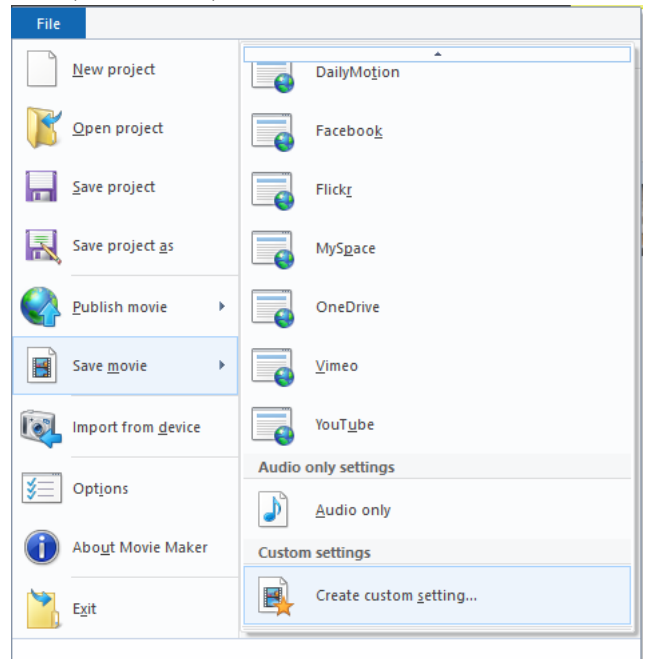 File
New project
Open project
Save project
Save project as
Publish movie
Save movie
Import from device
Options
About Movie Maker
Exit
DailyMotion
Facebook
Flickr
MySpace
OneDrive
Vimeo
YouTube
Audio only settings
Audio only
Custom settings
Create custom setting...